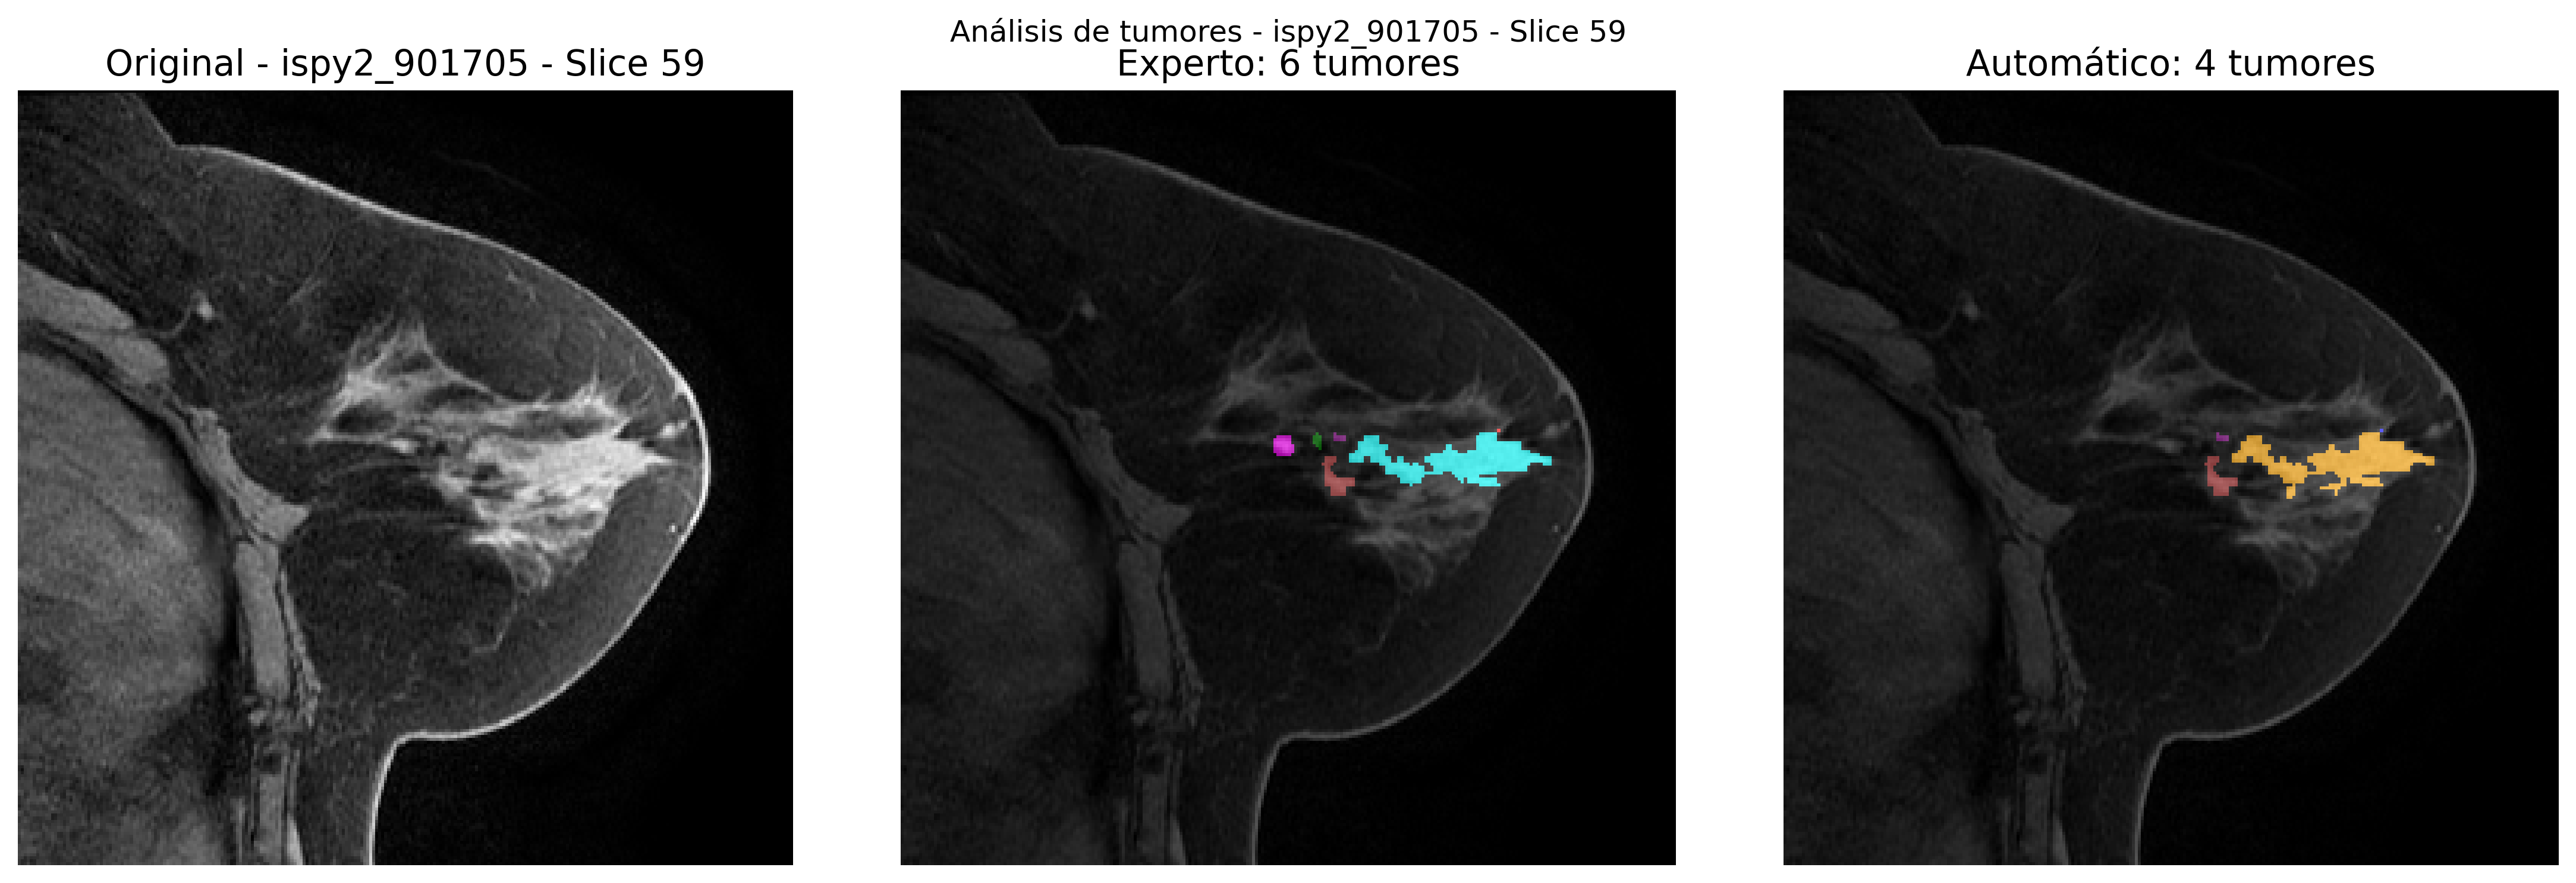 Análisis de tumores - ispy2_901705 - Slice 59
Original - ispy2_901705 - Slice 59
Experto: 6 tumores
Automático: 4 tumores